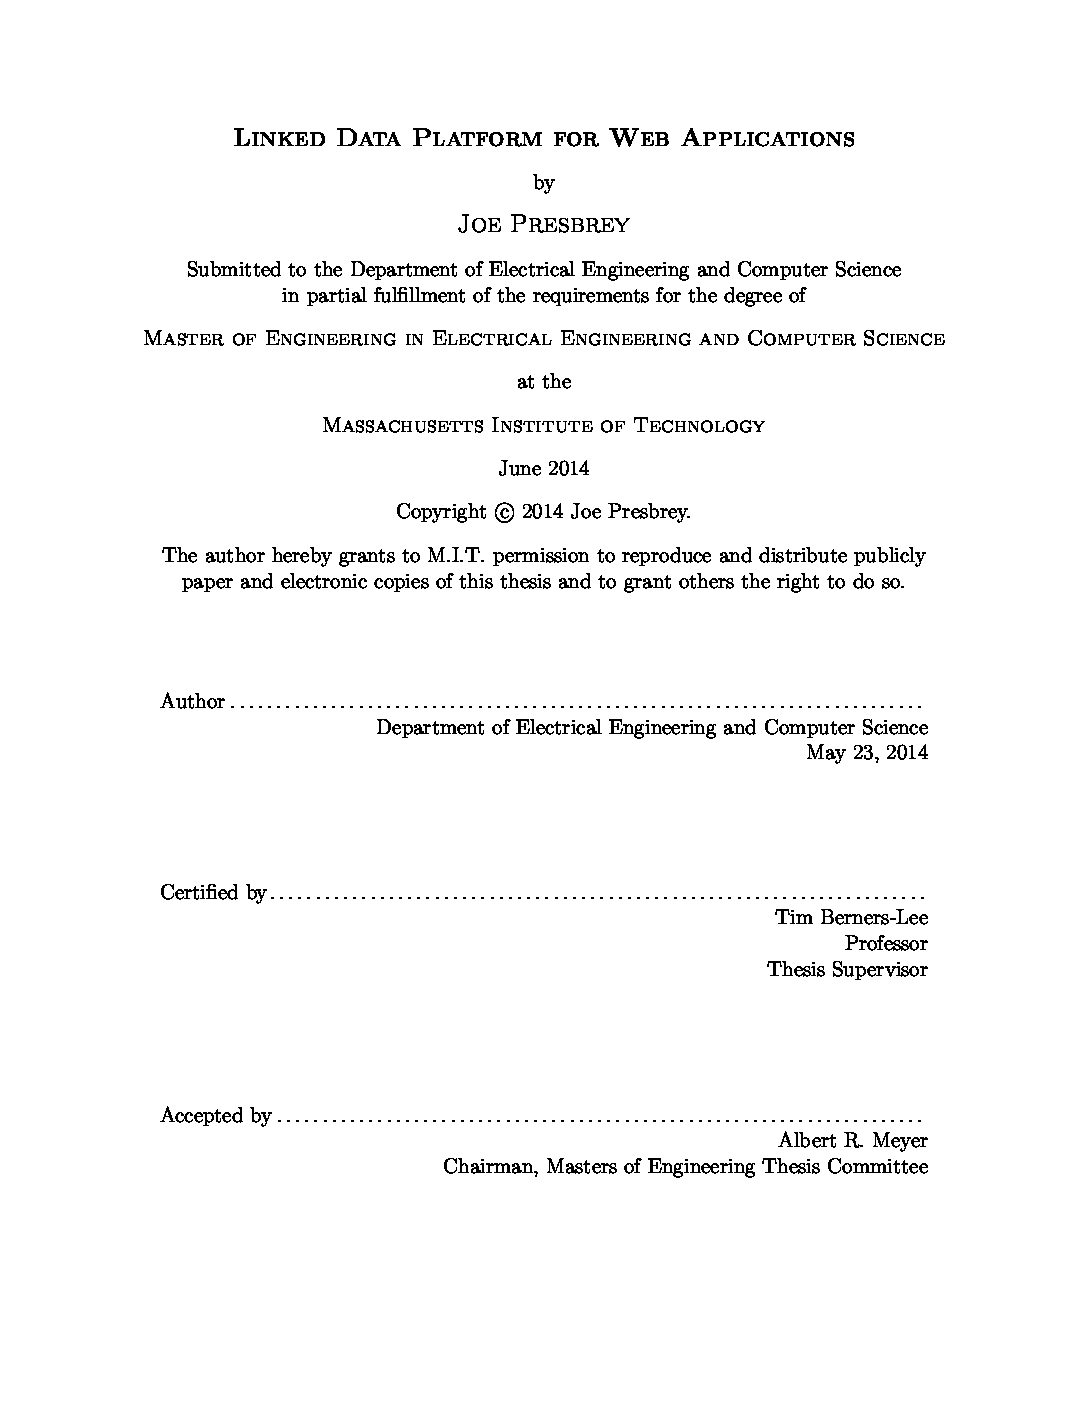 Linked Data Platform for Web Applications
by
Joe Presbrey
Submitted to the Department of Electrical Engineering and Computer Science
in partial fulfillment of the requirements for the degree of
Master of Engineering in Electrical Engineering and Computer Science
at the
Massachusetts Institute of Technology
June 2014
Copyright © 2014 Joe Presbrey.
The author hereby grants to M.I.T. permission to reproduce and distribute publicly
paper and electronic copies of this thesis and to grant others the right to do so.
Author ............................................................................
Department of Electrical Engineering and Computer Science
May 23, 2014
Certified by ........................................................................
Tim Berners-Lee
Professor
Thesis Supervisor
Accepted by .......................................................................
Albert R. Meyer
Chairman, Masters of Engineering Thesis Committee